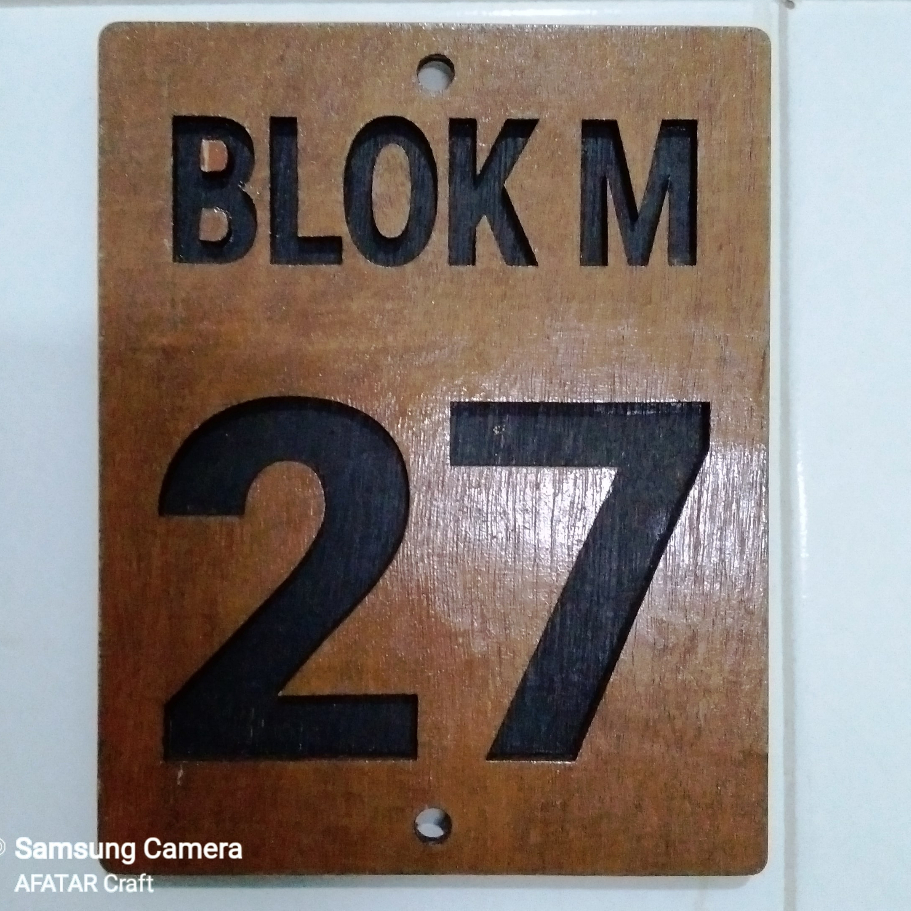 BLOK M
27
Samsung Camera
AFATAR Craft